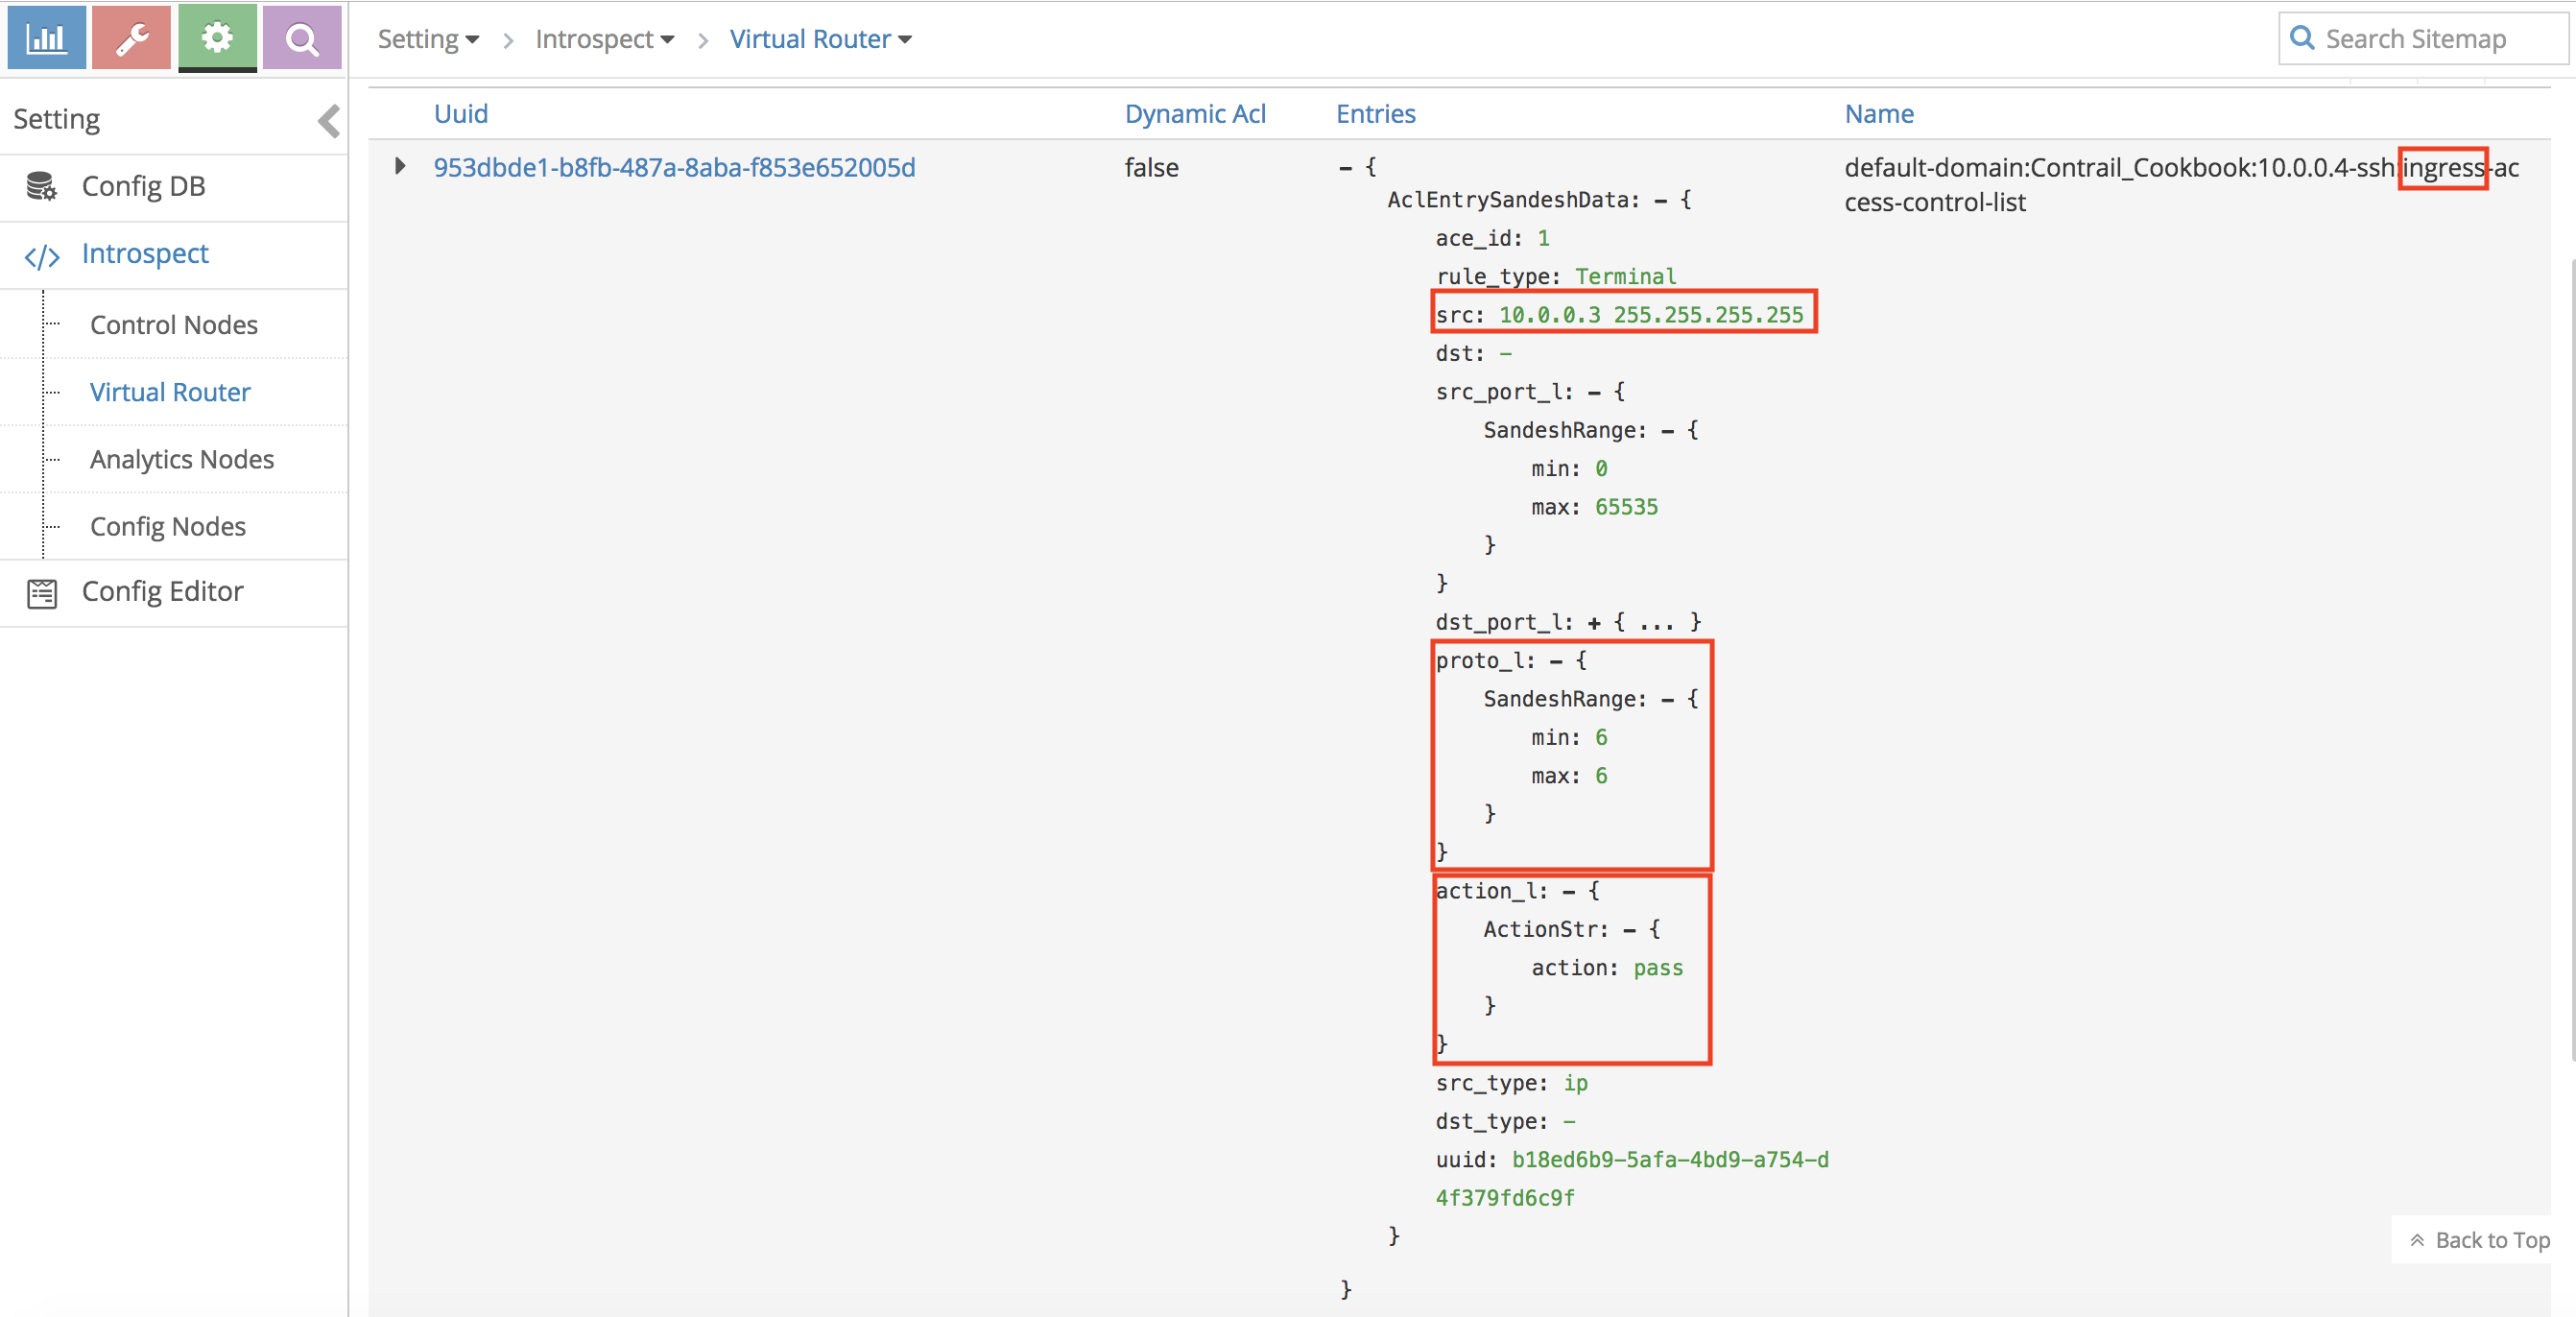 Setting
Introspect
Virtual Router
Search Sitemap
Setting
Config DB
Introspect
Control Nodes
Virtual Router
Analytics Nodes
Config Nodes
Config Editor
Uuid Dynamic Acl Entries Name
953dbde1-b8fb-487a-8aba-f853e652005d
false
– {
AclEntrySandeshData: – {
ace_id: 1
rule_type: Terminal
src: 10.0.0.3 255.255.255.255
dst: –
src_port_l: – {
SandeshRange: – {
min: 0
max: 65535
}
}
dst_port_l: + { ... }
proto_l: – {
SandeshRange: – {
min: 6
max: 6
}
}
action_l: – {
ActionStr: – {
action: pass
}
}
src_type: ip
dst_type: –
uuid: b18ed6b9-5afa-4bd9-a754-d
4f379fd6c9f
}
}
default-domain:Contrail_Cookbook:10.0.0.4-ssh:ingress-ac
cess-control-list
Back to Top